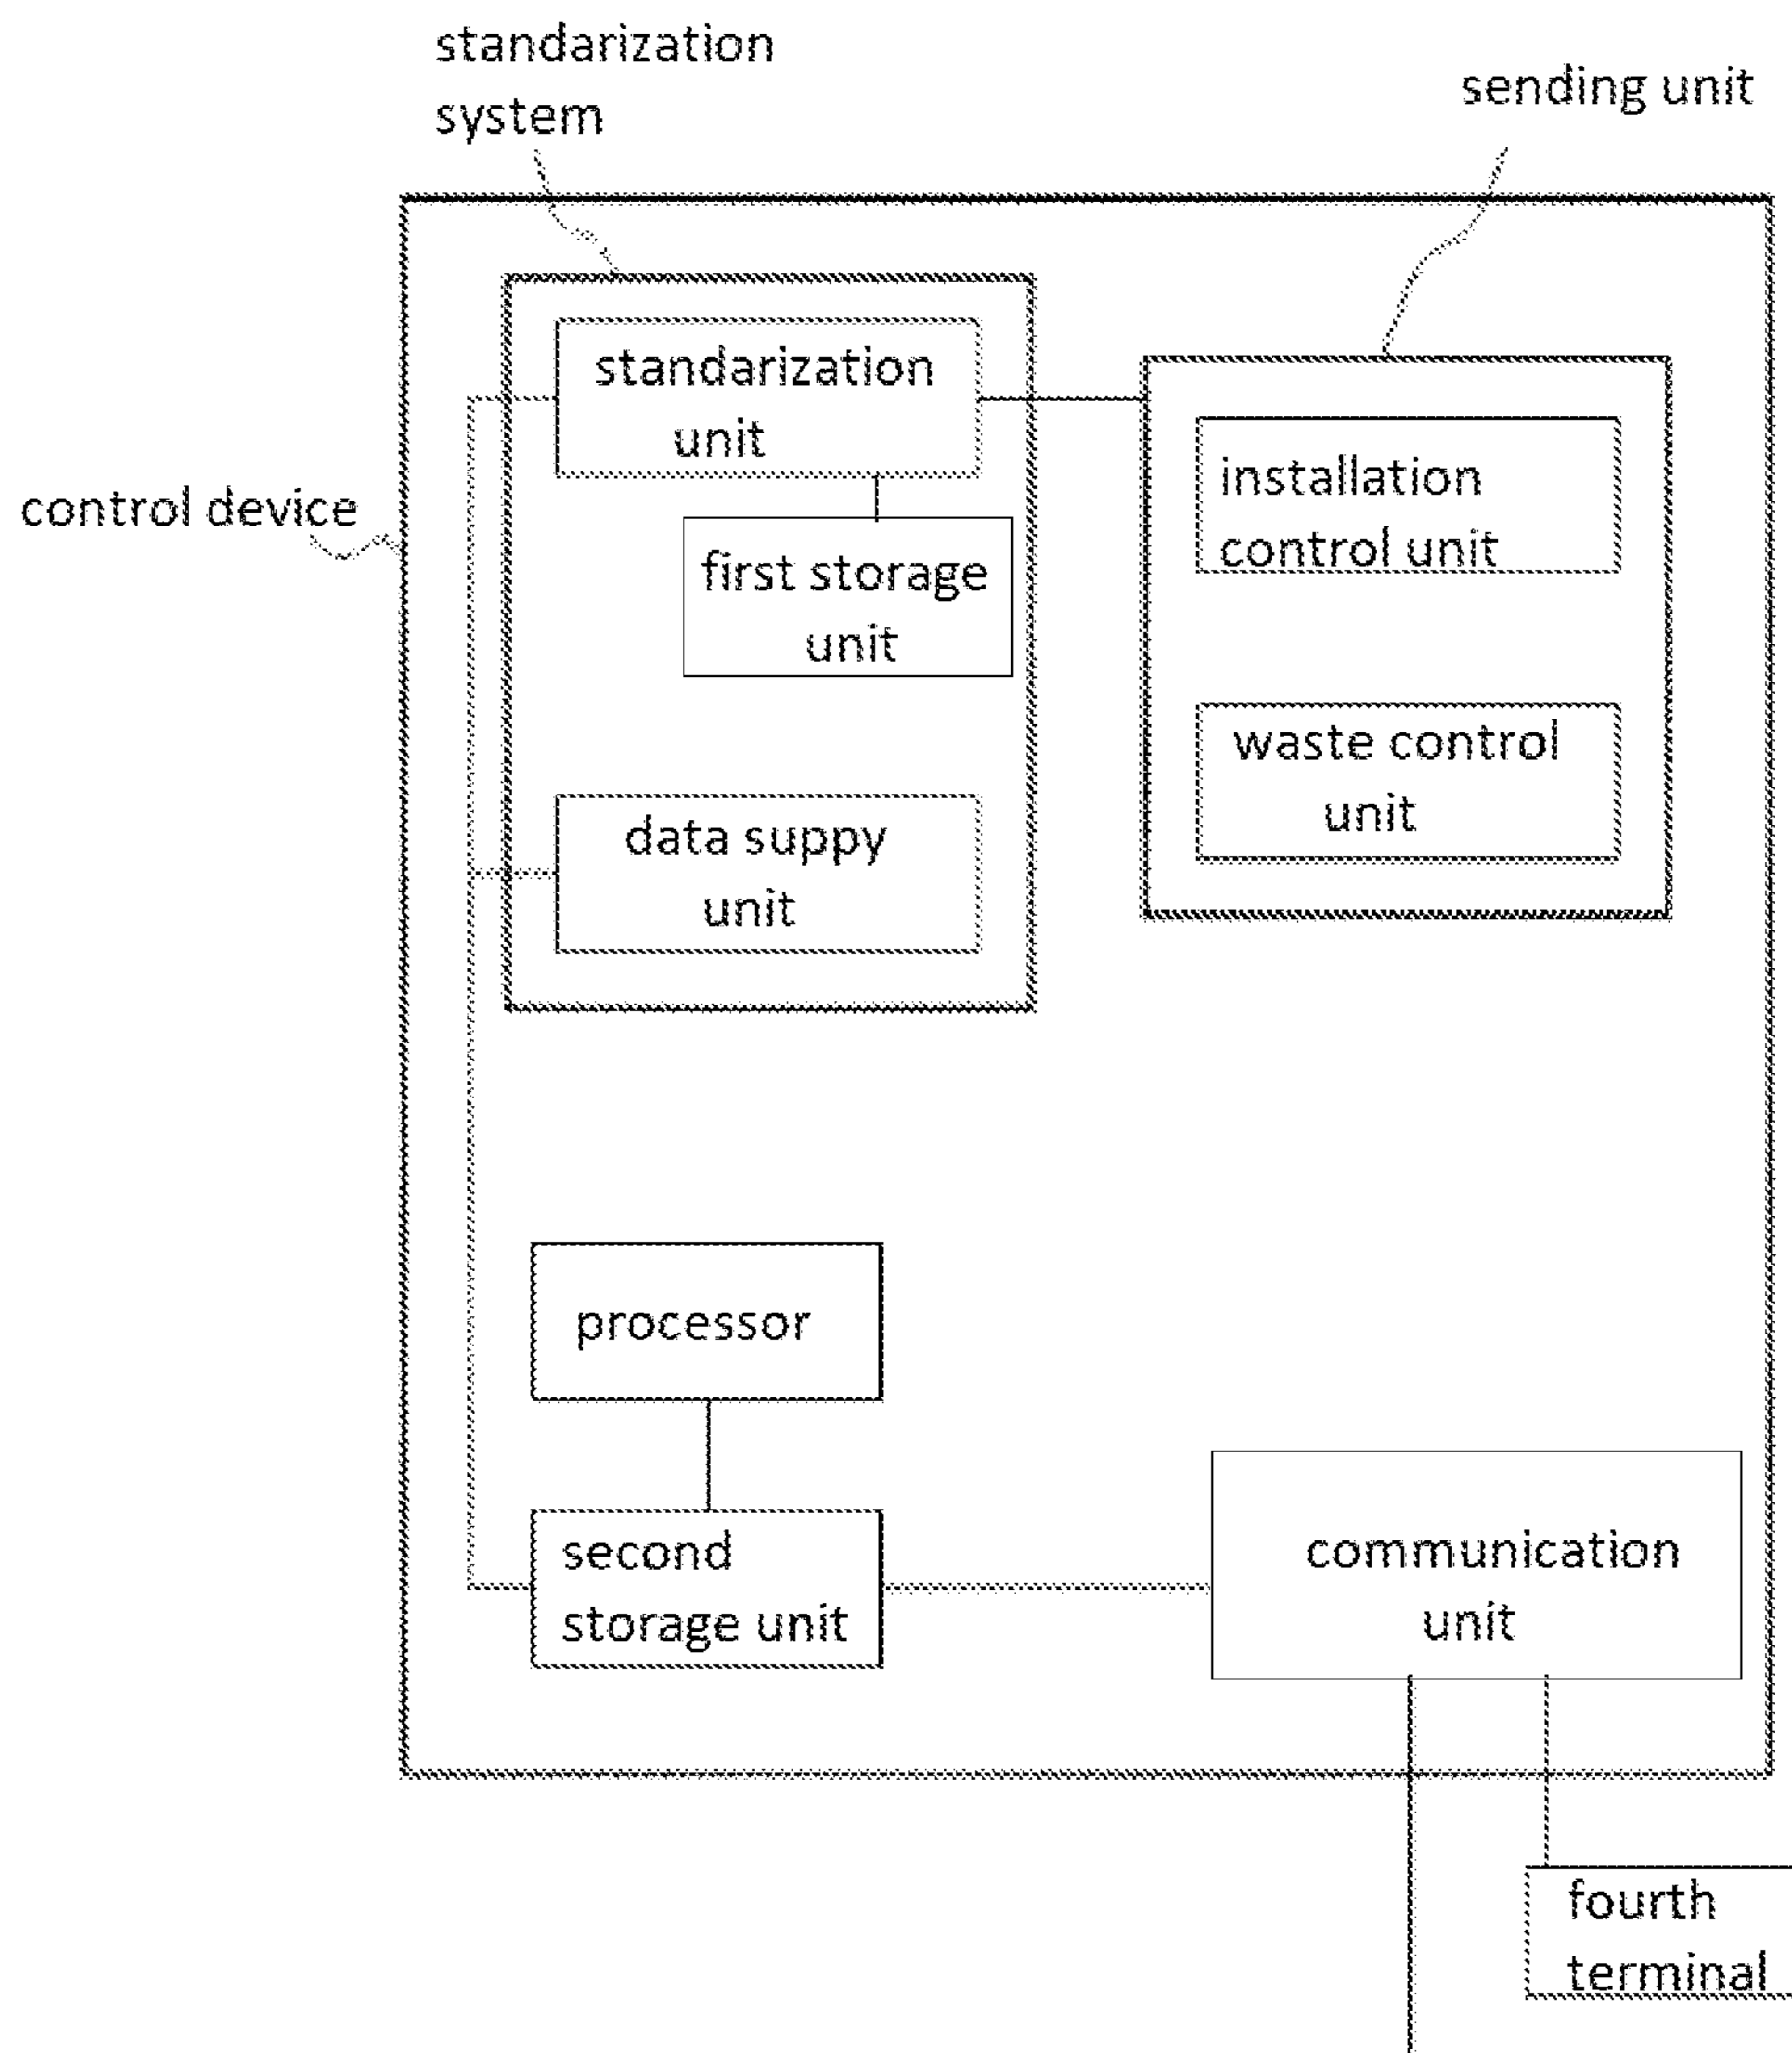 standarization
system
sending unit
control device
standarization
unit
first storage
unit
data suppy
unit
installation
control unit
waste control
unit
processor
second
storage unit
communication
unit
fourth
terminal